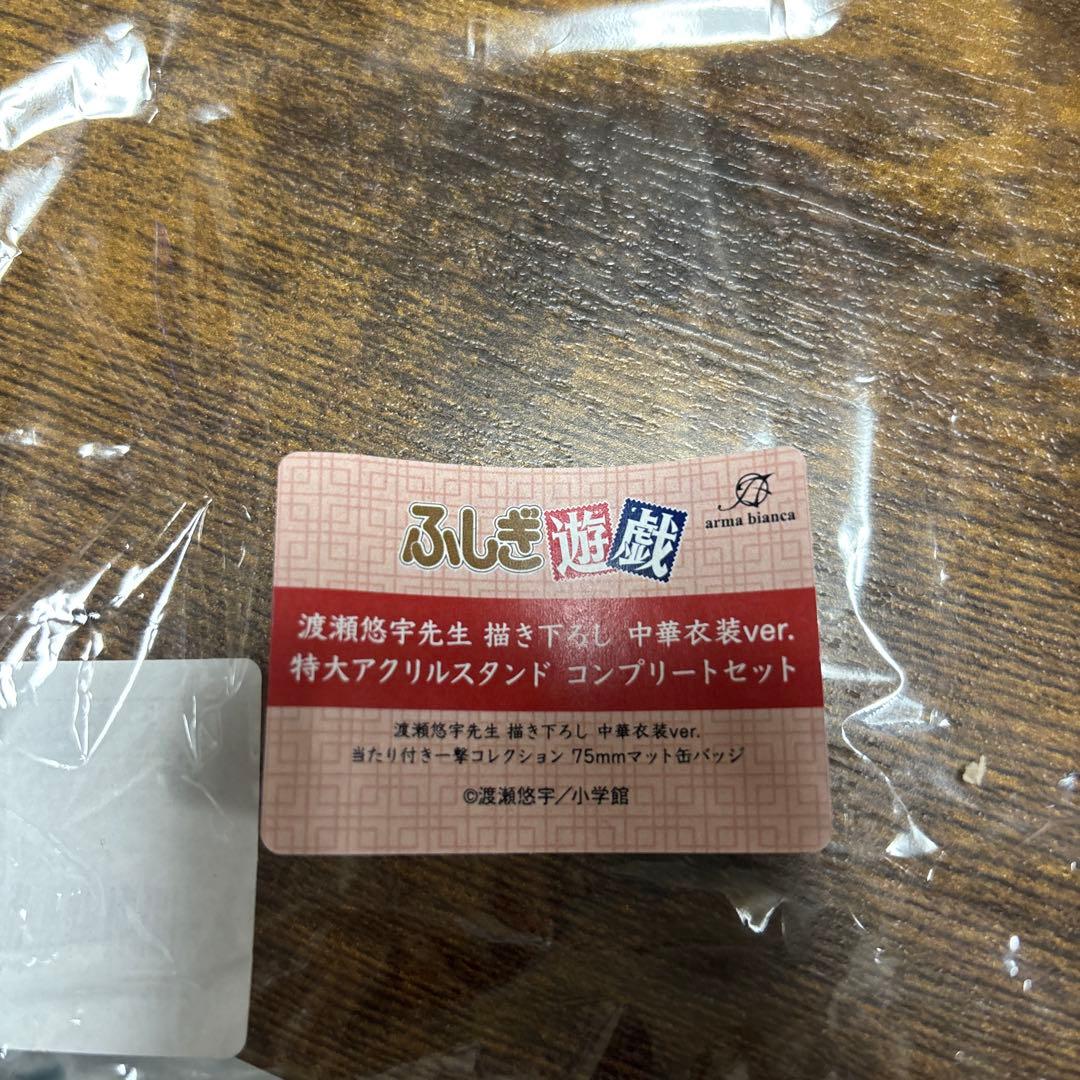 ふしぎ遊戯
arma bianca
渡瀬悠宇先生 描き下ろし 中華衣装ver.
特大アクリルスタンド コンプリートセット
渡瀬悠宇先生 描き下ろし 中華衣装ver.
当たり付き一撃コレクション 75mmマット缶バッジ
©渡瀬悠宇／小学館